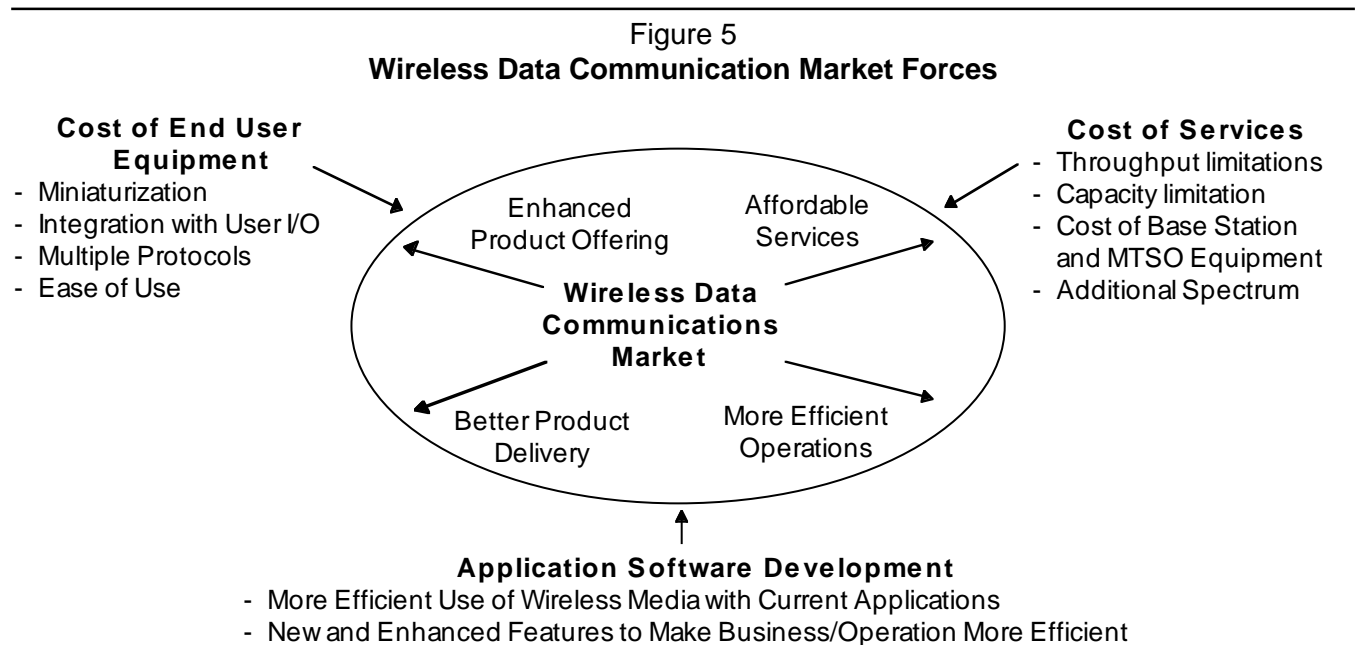 Figure 5
Wireless Data Communication Market Forces
Cost of End User
Equipment
- Miniaturization
- Integration with User I/O
- Multiple Protocols
- Ease of Use
Cost of Services
- Throughput limitations
- Capacity limitation
- Cost of Base Station
and MTSO Equipment
- Additional Spectrum
Enhanced
Product Offering
Affordable
Services
Wireless Data
Communications
Market
Better Product
Delivery
More Efficient
Operations
Application Software Development
- More Efficient Use of Wireless Media with Current Applications
- New and Enhanced Features to Make Business/Operation More Efficient